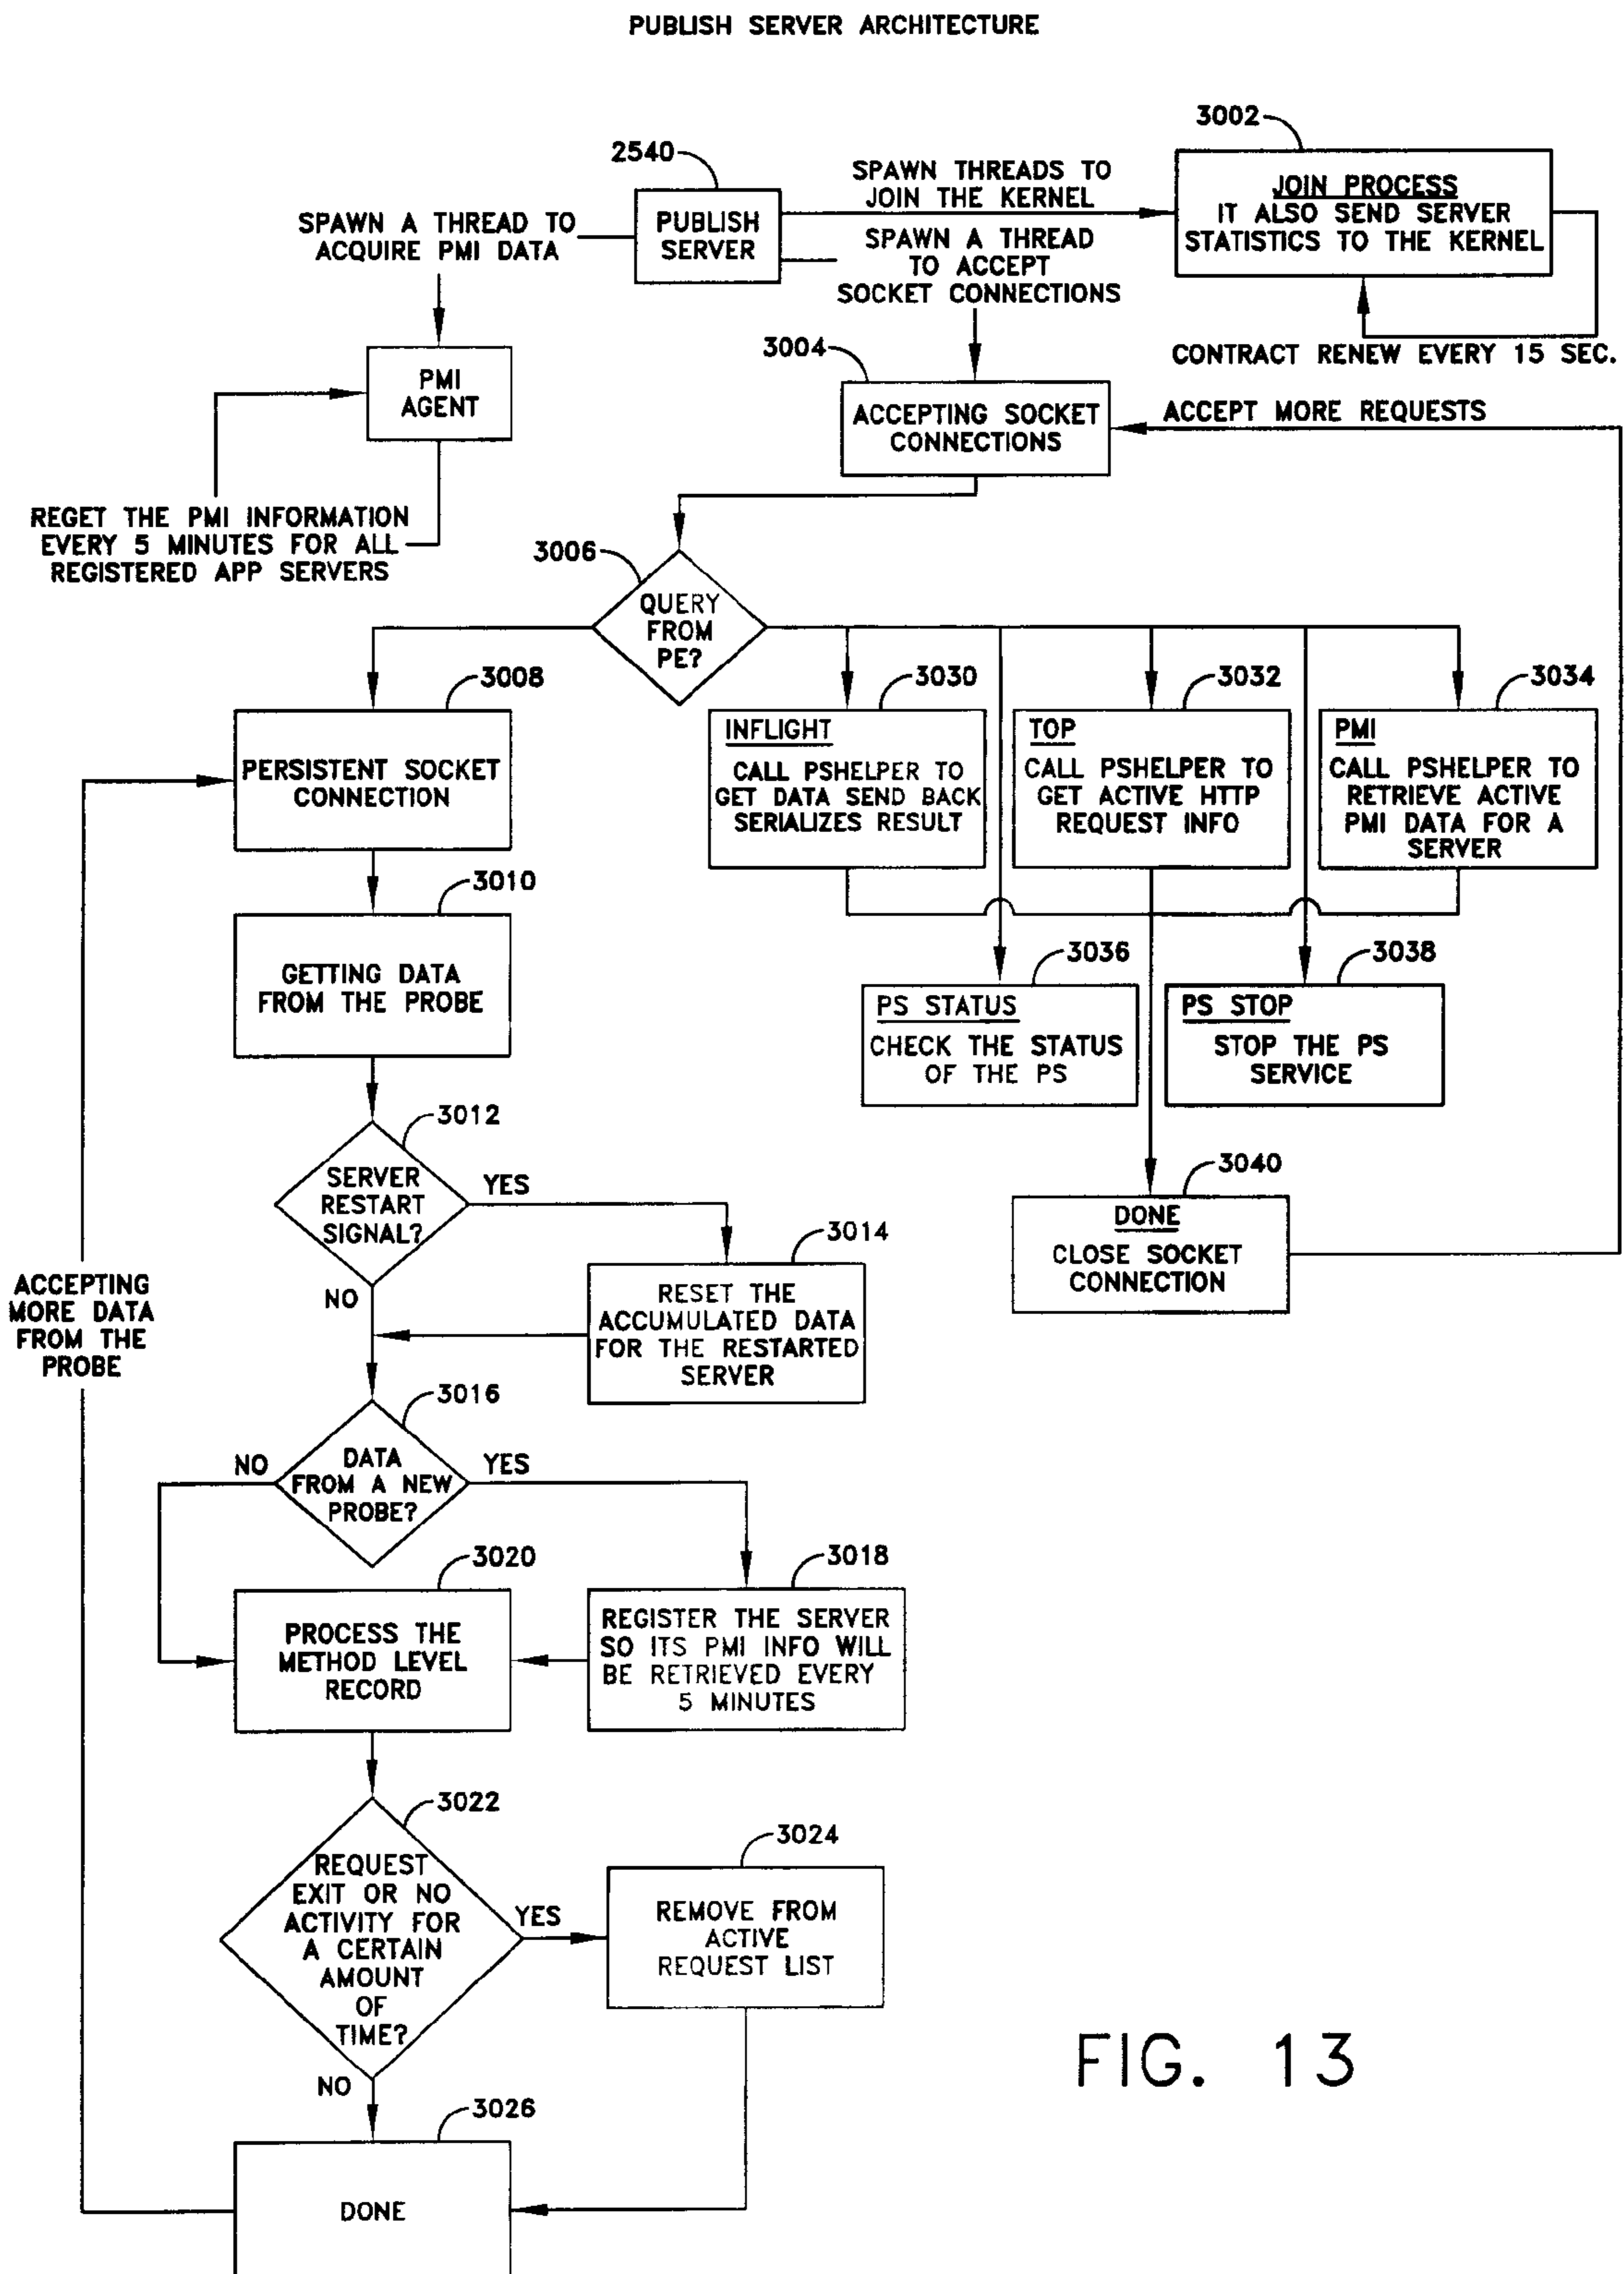 PUBLISH SERVER ARCHITECTURE
3002
2540
SPAWN THREADS TO
JOIN THE KERNEL
JOIN PROCESS
IT ALSO SEND SERVER
STATISTICS TO THE KERNEL
SPAWN A THREAD TO
ACQUIRE PMI DATA
PUBLISH
SERVER
SPAWN A THREAD
TO ACCEPT
SOCKET CONNECTIONS
CONTRACT RENEW EVERY 15 SEC.
3004
PMI
AGENT
ACCEPTING SOCKET
CONNECTIONS
ACCEPT MORE REQUESTS
REGET THE PMI INFORMATION
EVERY 5 MINUTES FOR ALL
REGISTERED APP SERVERS
3006
QUERY
FROM
PE?
3008
PERSISTENT SOCKET
CONNECTION
3030
INFLIGHT
CALL PSHELPER TO
GET DATA SEND BACK
SERIALIZES RESULT
3032
TOP
CALL PSHELPER TO
GET ACTIVE HTTP
REQUEST INFO
3034
PMI
CALL PSHELPER TO
RETRIEVE ACTIVE
PMI DATA FOR A
SERVER
3010
GETTING DATA
FROM THE PROBE
3036
PS STATUS
CHECK THE STATUS
OF THE PS
3038
PS STOP
STOP THE PS
SERVICE
3012
SERVER
RESTART
SIGNAL?
YES
NO
3040
DONE
CLOSE SOCKET
CONNECTION
3014
RESET THE
ACCUMULATED DATA
FOR THE RESTARTED
SERVER
ACCEPTING
MORE DATA
FROM THE
PROBE
3016
DATA
FROM A NEW
PROBE?
NO
YES
3020
PROCESS THE
METHOD LEVEL
RECORD
3018
REGISTER THE SERVER
SO ITS PMI INFO WILL
BE RETRIEVED EVERY
5 MINUTES
3022
REQUEST
EXIT OR NO
ACTIVITY FOR
A CERTAIN
AMOUNT
OF
TIME?
YES
NO
3024
REMOVE FROM
ACTIVE
REQUEST LIST
3026
DONE
FIG. 13